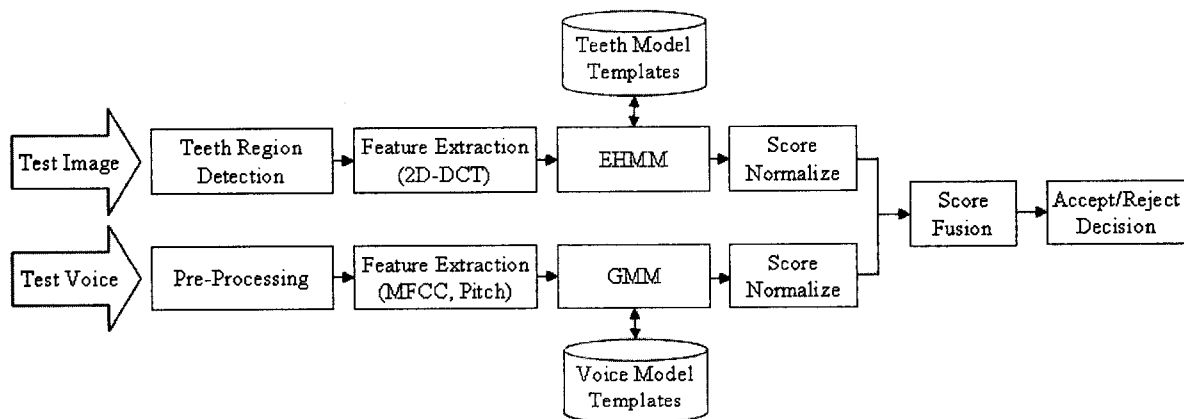 Teeth Model
Templates
Test Image
Teeth Region
Detection
Feature Extraction
(2D-DCT)
EHMM
Score
Normalize
Score
Fusion
Accept/Reject
Decision
Test Voice
Pre-Processing
Feature Extraction
(MFCC, Pitch)
GMM
Score
Normalize
Voice Model
Templates